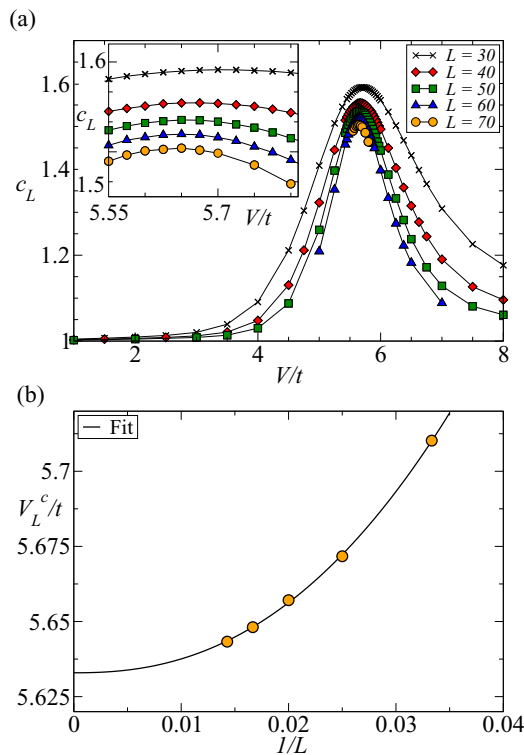 (a)
1.6
1.5
c_L
1.4
1.2
1
2
4
6
8
V/t
L = 30
L = 40
L = 50
L = 60
L = 70
1.6
c_L
1.5
5.55
5.7
V/t
(b)
Fit
5.7
V_L^c/t
5.675
5.65
5.625
0
0.01
0.02
0.03
0.04
1/L